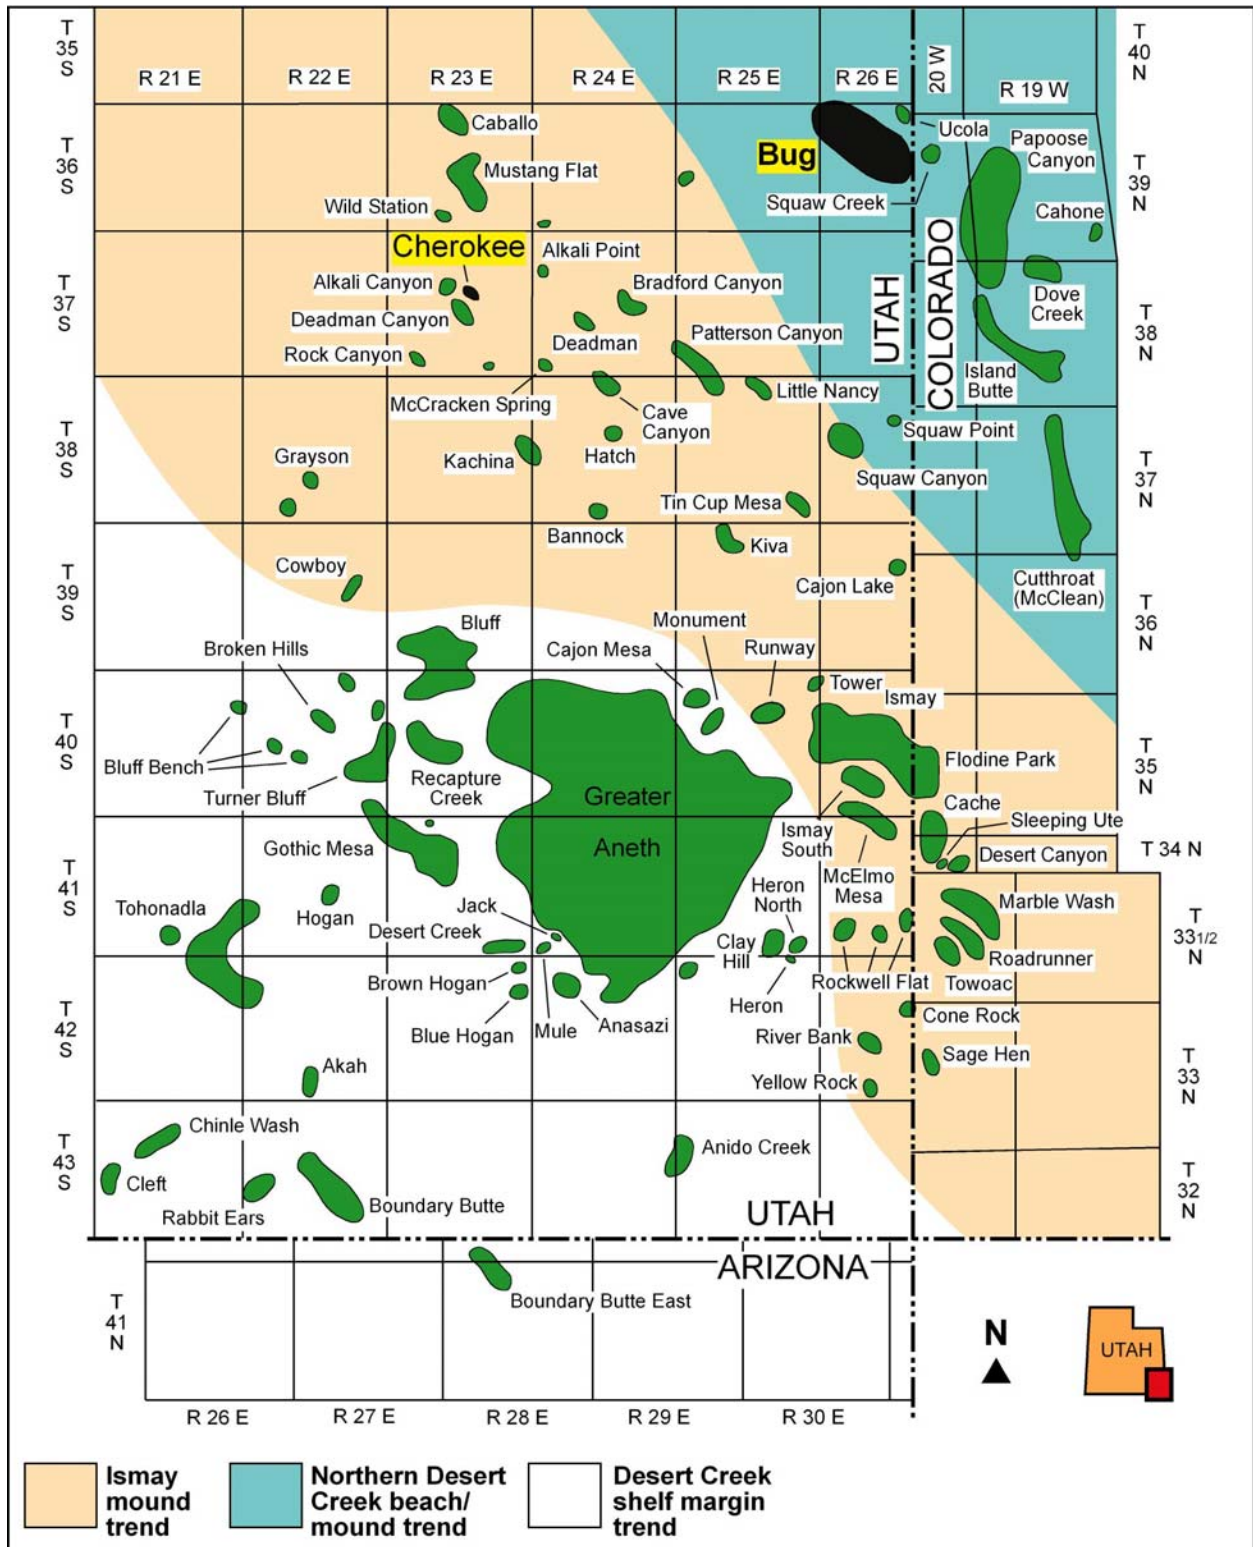 T
35
S
R 21 E
R 22 E
R 23 E
R 24 E
R 25 E
R 26 E
20 W
R 19 W
T
40
N
Caballo
Ucola
Papoose
Canyon
T
36
S
Bug
Mustang Flat
T
39
N
Wild Station
Squaw Creek
Cahone
Cherokee
Alkali Point
Alkali Canyon
Bradford Canyon
T
37
S
Deadman Canyon
Dove
Creek
Deadman
Patterson Canyon
UTAH
COLORADO
T
38
N
Rock Canyon
Island
Butte
McCracken Spring
Little Nancy
Cave
Canyon
Squaw Point
T
38
S
Grayson
Kachina
Hatch
Squaw Canyon
T
37
N
Tin Cup Mesa
Bannock
Kiva
T
39
S
Cowboy
Cajon Lake
Cutthroat
(McClean)
T
36
N
Bluff
Monument
Broken Hills
Cajon Mesa
Runway
Tower
Ismay
T
40
S
Bluff Bench
Turner Bluff
Recapture
Creek
Flodine Park
T
35
N
Greater
Aneth
Cache
Sleeping Ute
Ismay
South
Gothic Mesa
Desert Canyon
T 34 N
T
41
S
McElmo
Mesa
Heron
North
Marble Wash
Tohonadla
Hogan
Jack
Desert Creek
Clay
Hill
T
33 1/2
N
Roadrunner
Brown Hogan
Rockwell Flat
Towoac
Heron
T
42
S
Blue Hogan
Mule
Anasazi
Cone Rock
River Bank
Sage Hen
T
33
N
Akah
Yellow Rock
T
43
S
Chinle Wash
Anido Creek
Cleft
Rabbit Ears
Boundary Butte
T
32
N
UTAH
ARIZONA
T
41
N
Boundary Butte East
N
UTAH
R 26 E
R 27 E
R 28 E
R 29 E
R 30 E
Ismay
mound
trend
Northern Desert
Creek beach/
mound trend
Desert Creek
shelf margin
trend